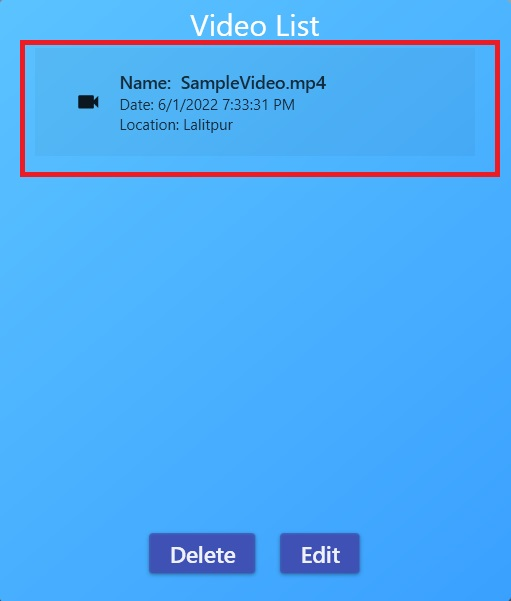 Video List
Name: SampleVideo.mp4
Date: 6/1/2022 7:33:31 PM
Location: Lalitpur
Delete
Edit